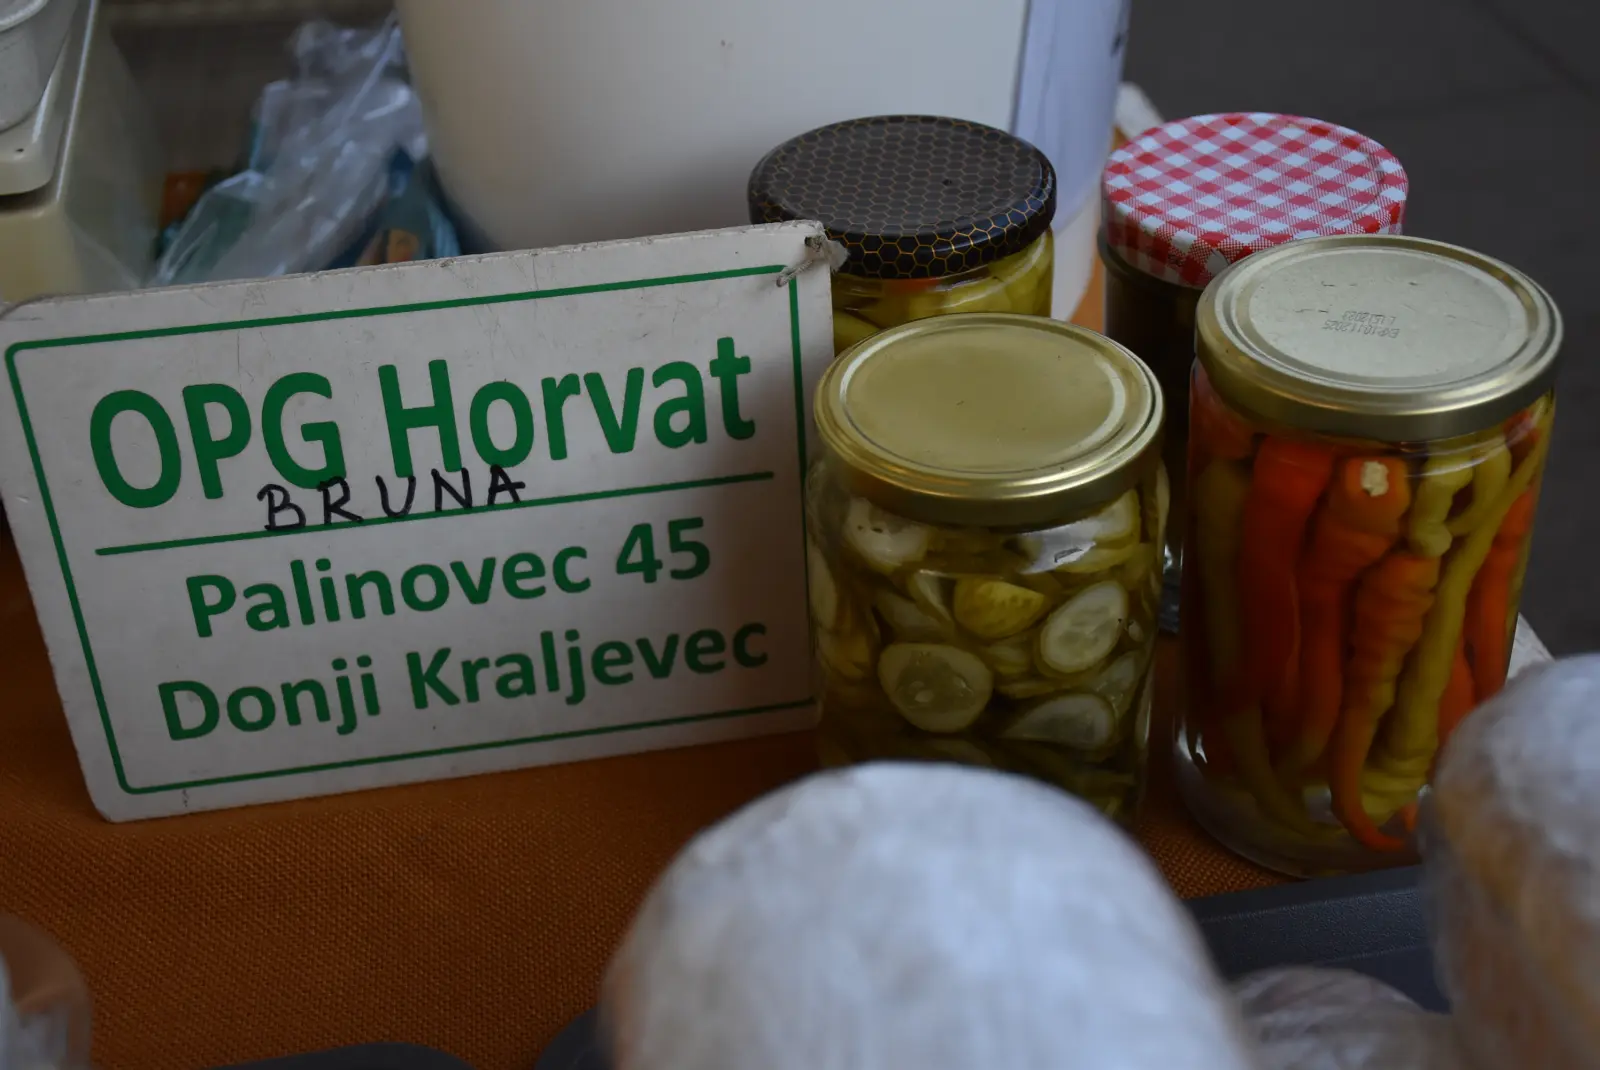 OPG Horvat
BRUNA
Palinovec 45
Donji Kraljevec